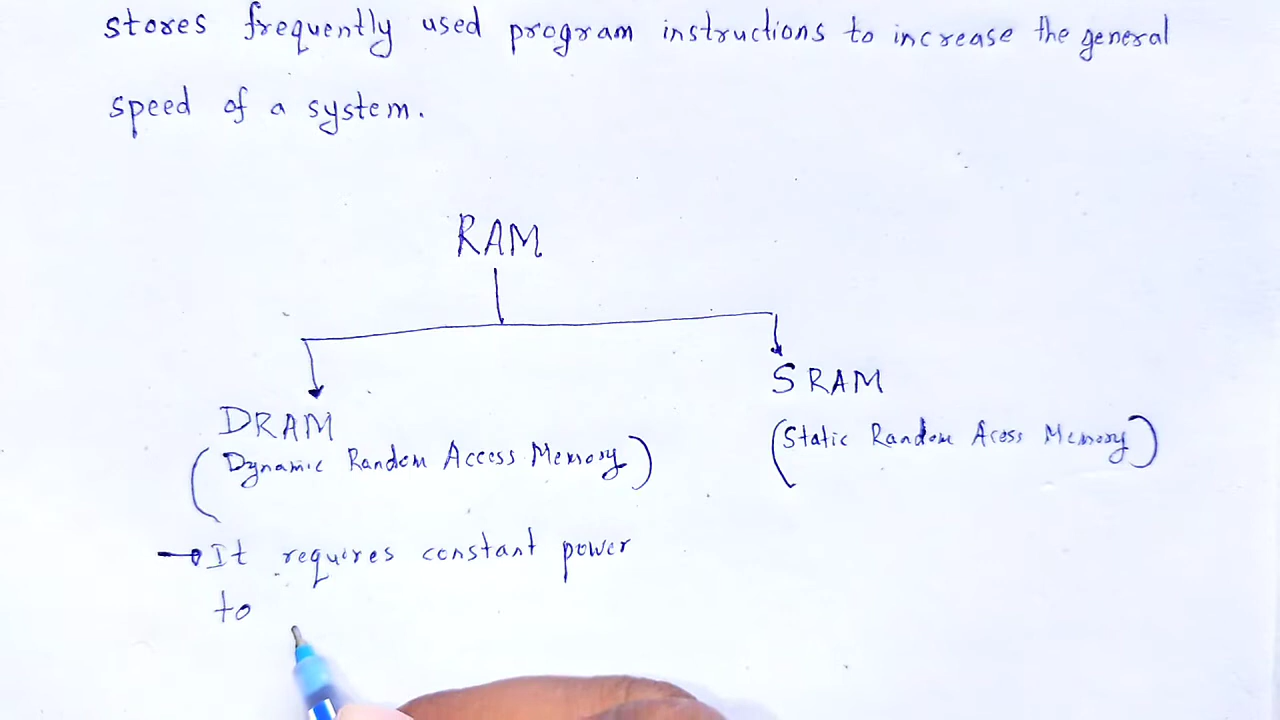 stores frequently used program instructions to increase the general
speed of a system.
RAM
DRAM
(Dynamic Random Access Memory)
SRAM
(Static Random Acess Memory)
→ It requires constant power
to